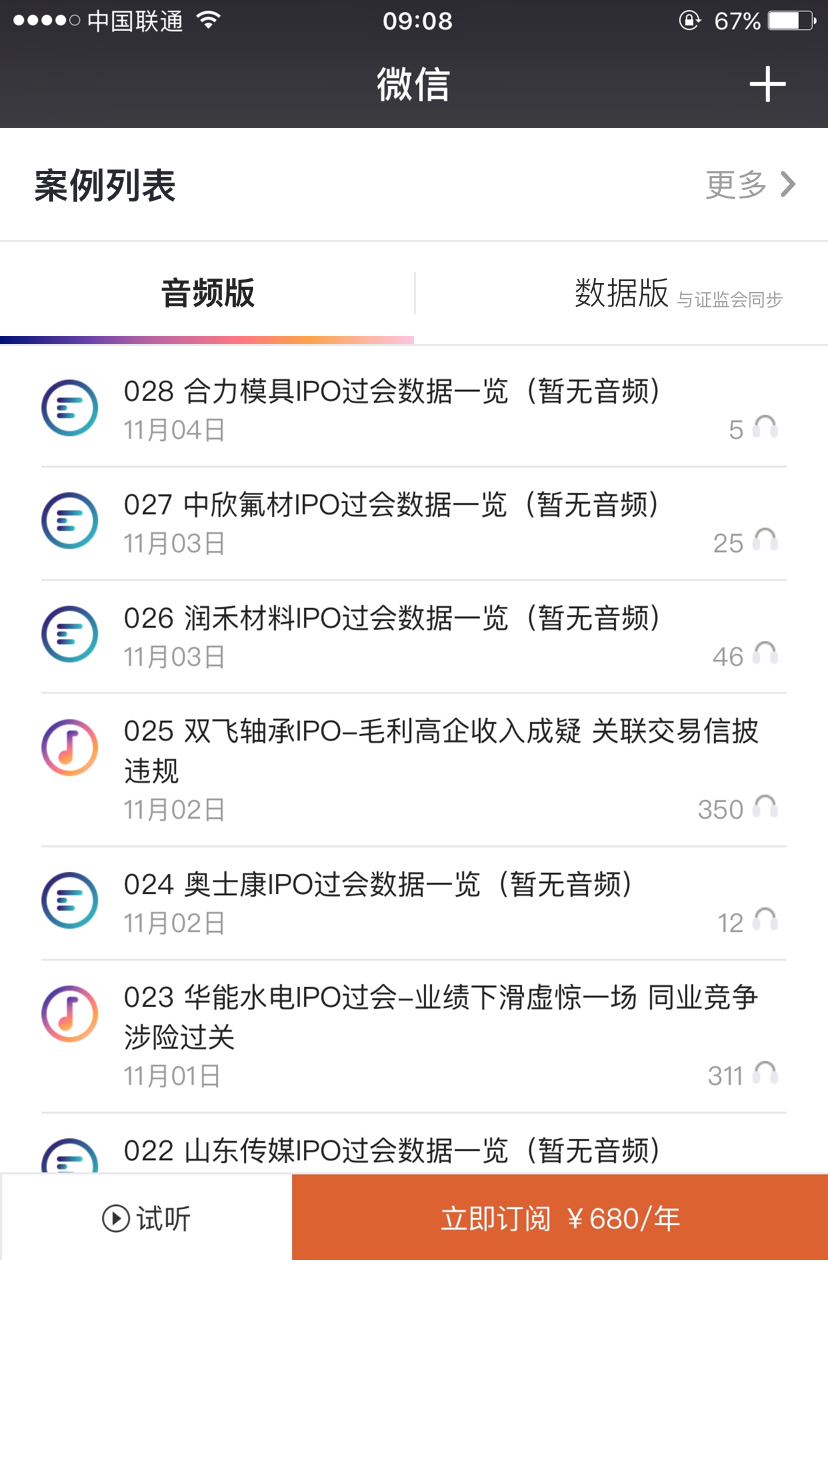 中国联通 09:08 67%
微信
案例列表 更多
音频版 数据版 与证监会同步
028 合力模具IPO过会数据一览（暂无音频）
11月04日 5
027 中欣氟材IPO过会数据一览（暂无音频）
11月03日 25
026 润禾材料IPO过会数据一览（暂无音频）
11月03日 46
025 双飞轴承IPO-毛利高企收入成疑 关联交易信披
违规
11月02日 350
024 奥士康IPO过会数据一览（暂无音频）
11月02日 12
023 华能水电IPO过会-业绩下滑虚惊一场 同业竞争
涉险过关
11月01日 311
022 山东传媒IPO过会数据一览（暂无音频）
试听 立即订阅 ¥680/年